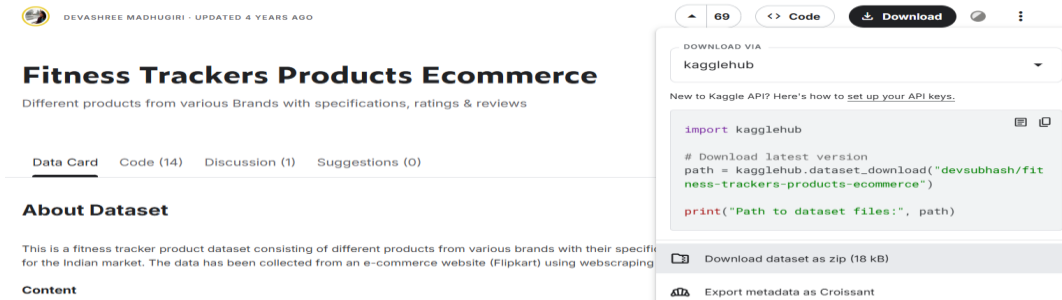 DEVASHREE MADHUGIRI · UPDATED 4 YEARS AGO
69
<> Code
Download
DOWNLOAD VIA
kagglehub
Fitness Trackers Products Ecommerce
Different products from various Brands with specifications, ratings & reviews
New to Kaggle API? Here's how to set up your API keys.
import kagglehub
# Download latest version
path = kagglehub.dataset_download("devsubhash/fit
ness-trackers-products-ecommerce")
print("Path to dataset files:", path)
Data Card
Code (14)
Discussion (1)
Suggestions (0)
About Dataset
This is a fitness tracker product dataset consisting of different products from various brands with their specifi
for the Indian market. The data has been collected from an e-commerce website (Flipkart) using webscraping
Content
Download dataset as zip (18 kB)
Export metadata as Croissant